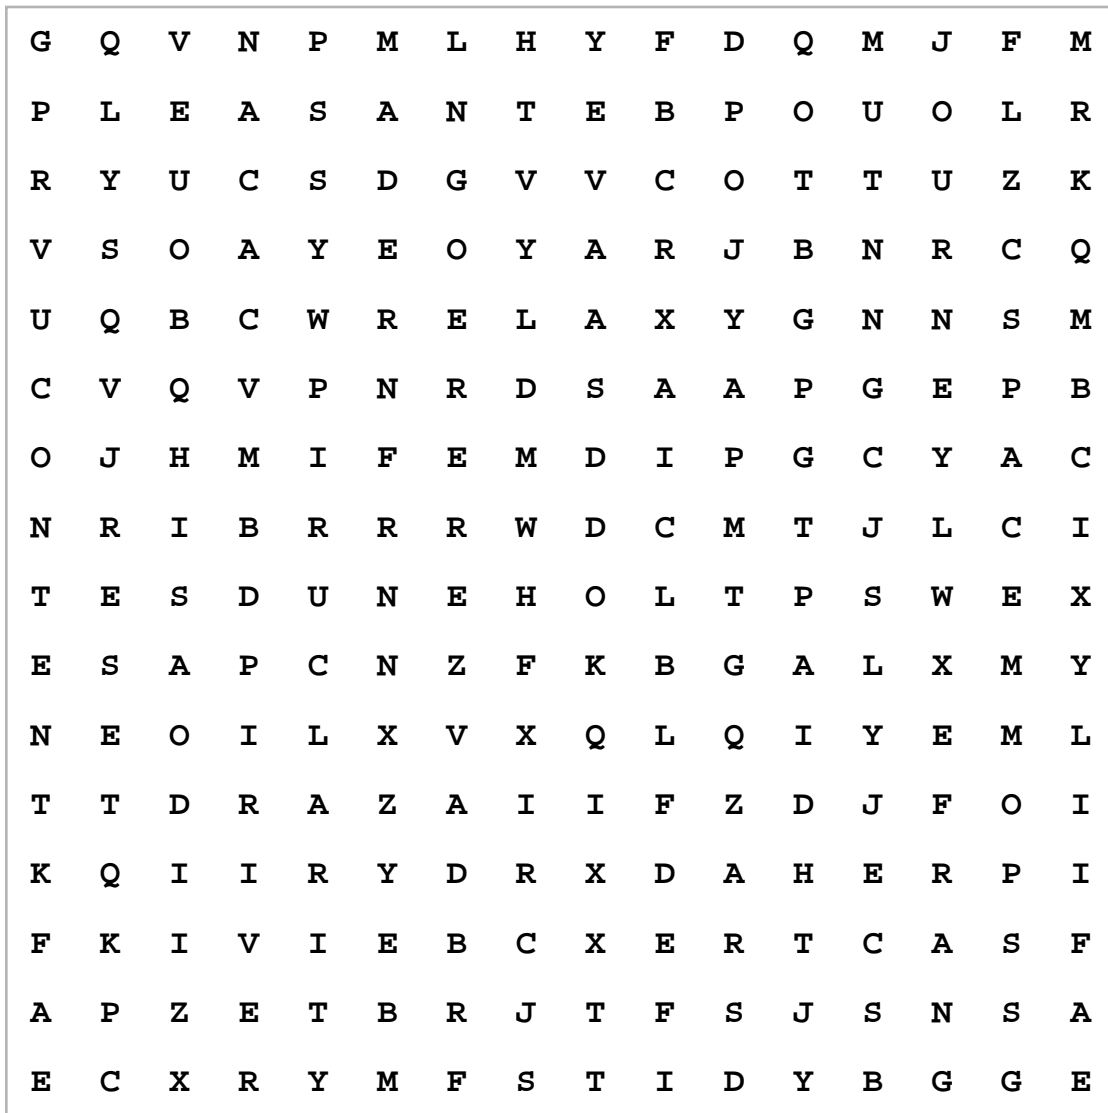 G Q V N P M L H Y F D Q M J F M
P L E A S A N T E B P O U O L R
R Y U C S D G V V C O T T U Z K
V S O A Y E O Y A R J B N R C Q
U Q B C W R E L A X Y G N N S M
C V Q V P N R D S A A P G E P B
O J H M I F E M D I P G C Y A C
N R I B R R R W D C M T J L C I
T E S D U N E H O L T P S W E X
E S A P C N Z F K B G A L X M Y
N E O I L X V X Q L Q I Y E M L
T T D R A Z A I I F Z D J F O I
K Q I I R Y D R X D A H E R P I
F K I V I E B C X E R T C A S F
A P Z E T B R J T F S J S N S A
E C X R Y M F S T I D Y B G G E